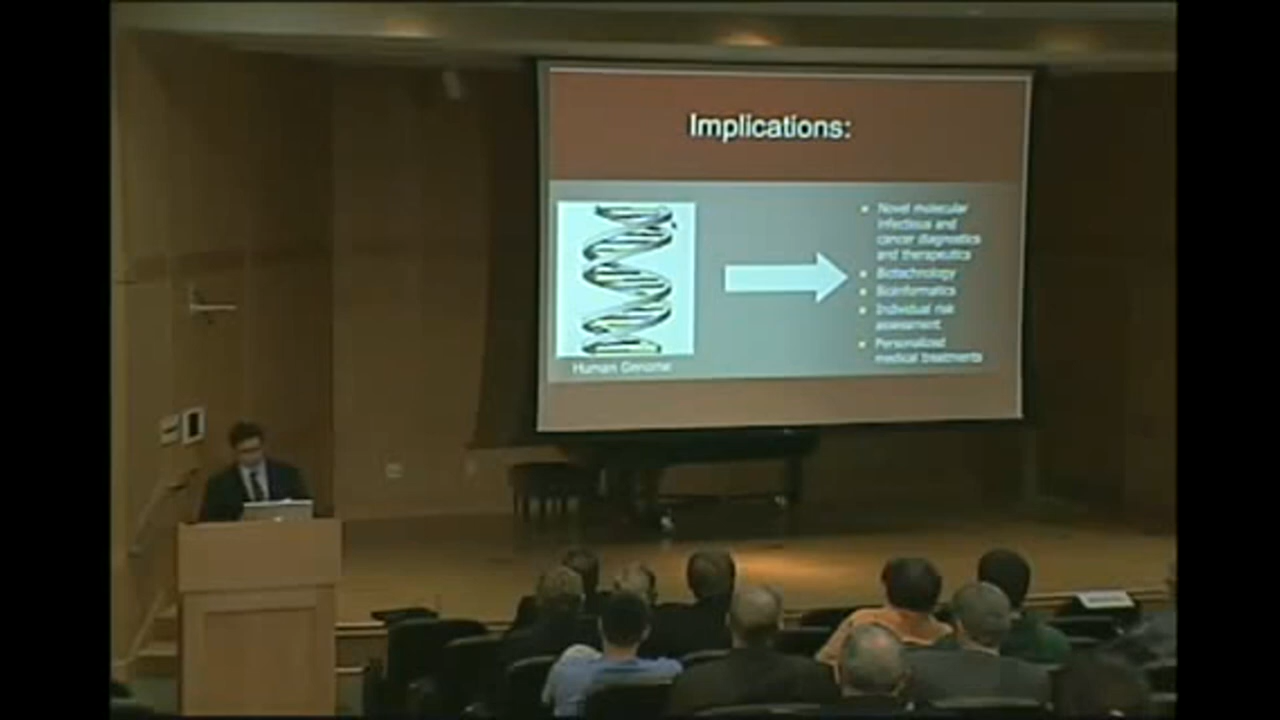 Implications:
Human Genome
Novel molecular
infectious and
cancer diagnostics
and therapeutics
Biotechnology
Bioinformatics
Individual risk
assessment
Personalized
medical treatments